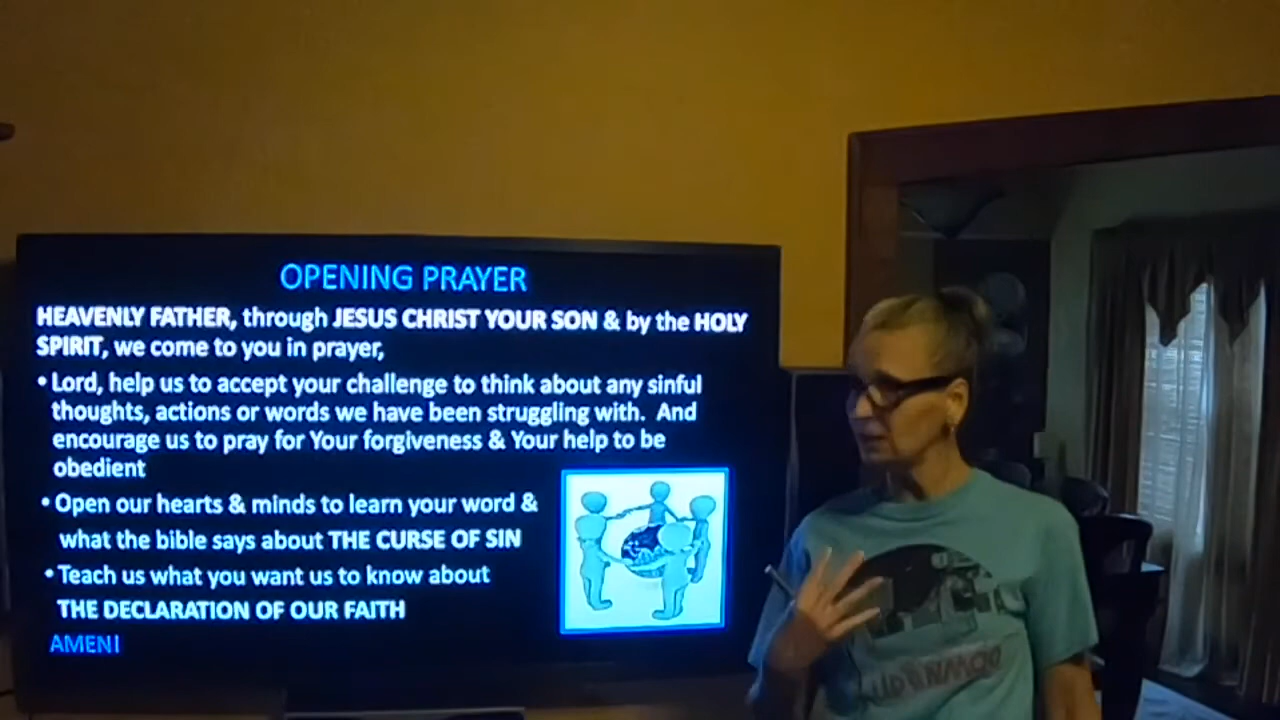 OPENING PRAYER
HEAVENLY FATHER, through JESUS CHRIST YOUR SON & by the HOLY
SPIRIT, we come to you in prayer,
• Lord, help us to accept your challenge to think about any sinful
thoughts, actions or words we have been struggling with. And
encourage us to pray for Your forgiveness & Your help to be
obedient
• Open our hearts & minds to learn your word &
what the bible says about THE CURSE OF SIN
• Teach us what you want us to know about
THE DECLARATION OF OUR FAITH
AMEN!